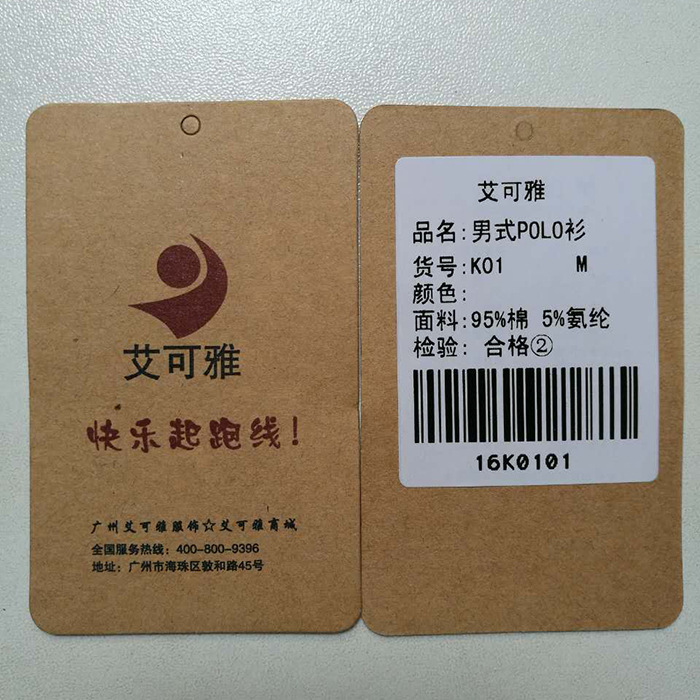 艾可雅
快乐起跑线!
广州艾可雅服饰☆艾可雅商城
全国服务热线：400-800-9396
地址：广州市海珠区敦和路45号
艾可雅
品名:男式POLO衫
货号:K01 M
颜色:
面料:95%棉 5%氨纶
检验: 合格②
16K0101